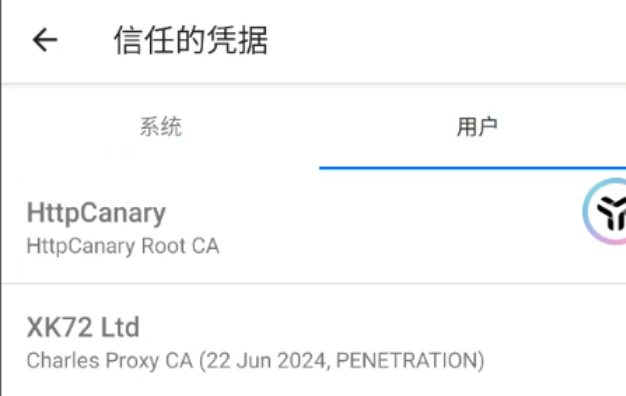 信任的凭据
系统
用户
HttpCanary
HttpCanary Root CA
XK72 Ltd
Charles Proxy CA (22 Jun 2024, PENETRATION)